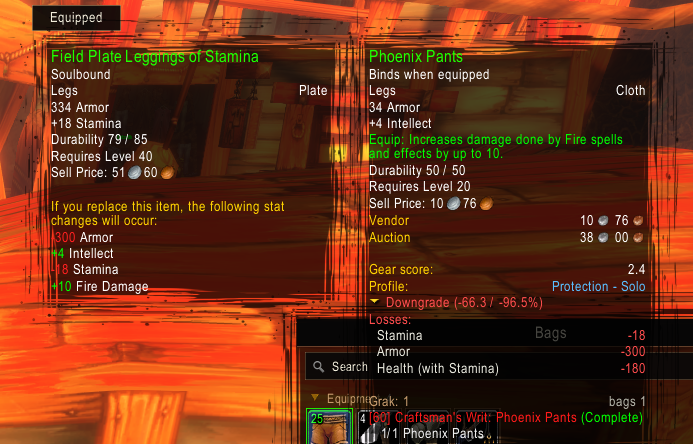 Equipped
Field Plate Leggings of Stamina
Soulbound
Legs Plate
334 Armor
+18 Stamina
Durability 79 / 85
Requires Level 40
Sell Price: 51 60
If you replace this item, the following stat
changes will occur:
-300 Armor
+4 Intellect
-18 Stamina
+10 Fire Damage
Phoenix Pants
Binds when equipped
Legs Cloth
34 Armor
+4 Intellect
Equip: Increases damage done by Fire spells
and effects by up to 10.
Durability 50 / 50
Requires Level 20
Sell Price: 10 76
Vendor 10 76
Auction 38 00
Gear score: 2.4
Profile: Protection - Solo
Downgrade (-66.3 / -96.5%)
Losses:
Stamina -18
Armor -300
Health (with Stamina) -180
Grak: 1 bags 1
[60] Craftsman's Writ: Phoenix Pants (Complete)
1/1 Phoenix Pants
Bags
Search
Equipme
25
4